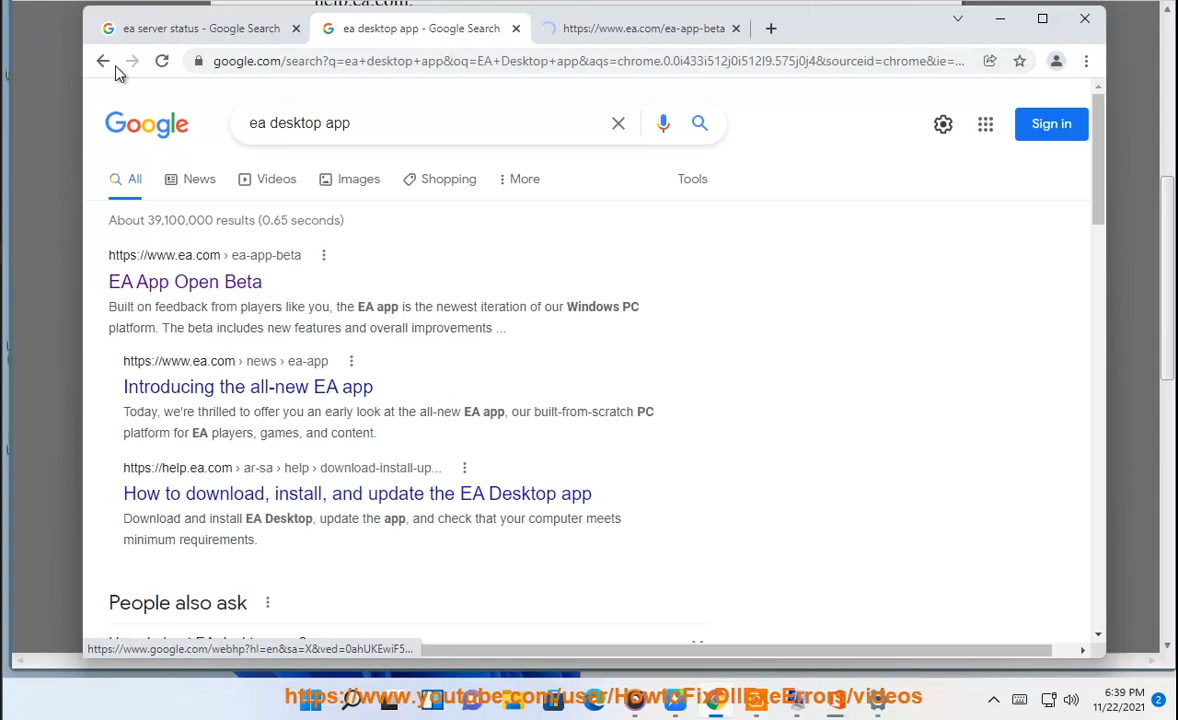 help.ea.com.
ea server status - Google Search
ea desktop app - Google Search
https://www.ea.com/ea-app-beta
google.com/search?q=ea+desktop+app&oq=EA+Desktop+app&aqs=chrome.0.0i433i512j0i512l9.575j0j4&sourceid=chrome&ie=...
Google
ea desktop app
Sign in
All
News
Videos
Images
Shopping
More
Tools
About 39,100,000 results (0.65 seconds)
https://www.ea.com › ea-app-beta
EA App Open Beta
Built on feedback from players like you, the EA app is the newest iteration of our Windows PC
platform. The beta includes new features and overall improvements ...
https://www.ea.com › news › ea-app
Introducing the all-new EA app
Today, we're thrilled to offer you an early look at the all-new EA app, our built-from-scratch PC
platform for EA players, games, and content.
https://help.ea.com › ar-sa › help › download-install-up...
How to download, install, and update the EA Desktop app
Download and install EA Desktop, update the app, and check that your computer meets
minimum requirements.
People also ask
https://www.google.com/webhp?hl=en&sa=X&ved=0ahUKEwiF5...
https://www.youtube.com/user/HowtoFixDllExeErrors/videos
6:39 PM
11/22/2021
2